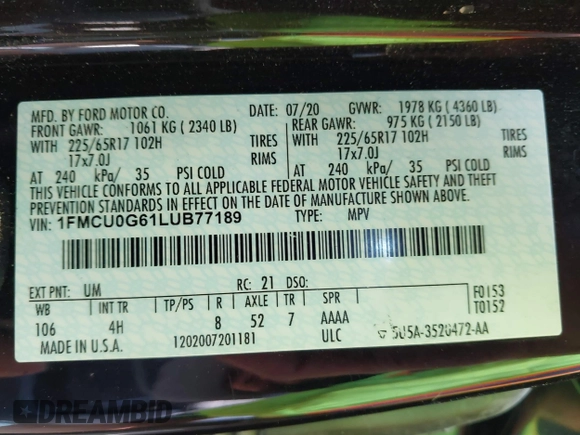 MFD. BY FORD MOTOR CO.
DATE: 07/20 GVWR: 1978 KG (4360 LB)
FRONT GAWR: 1061 KG (2340 LB)
REAR GAWR: 975 KG (2150 LB)
WITH 225/65R17 102H TIRES
WITH 225/65R17 102H TIRES
17x7.0J RIMS
17x7.0J RIMS
AT 240 kPa/ 35 PSI COLD
AT 240 kPa/ 35 PSI COLD
THIS VEHICLE CONFORMS TO ALL APPLICABLE FEDERAL MOTOR VEHICLE SAFETY AND THEFT
PREVENTION STANDARDS IN EFFECT ON THE DATE OF MANUFACTURE SHOWN ABOVE.
VIN: 1FMCU0G61LUB77189 TYPE: MPV
EXT PNT: UM RC: 21 DSO: F0153
WB INT TR TP/PS R AXLE TR SPR T0152
106 4H 8 52 7 AAAA
MADE IN U.S.A. 1202007201181 ULC 5U5A-3520472-AA
DREAMBID